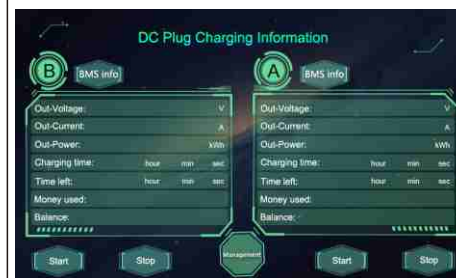 DC Plug Charging Information
B BMS info
Out-Voltage: V
Out-Current: A
Out-Power: kWh
Charging time: hour min sec
Time left: hour min sec
Money used:
Balance:
Start Stop
Management
A BMS info
Out-Voltage: V
Out-Current: A
Out-Power: kWh
Charging time: hour min sec
Time left: hour min sec
Money used:
Balance:
Start Stop